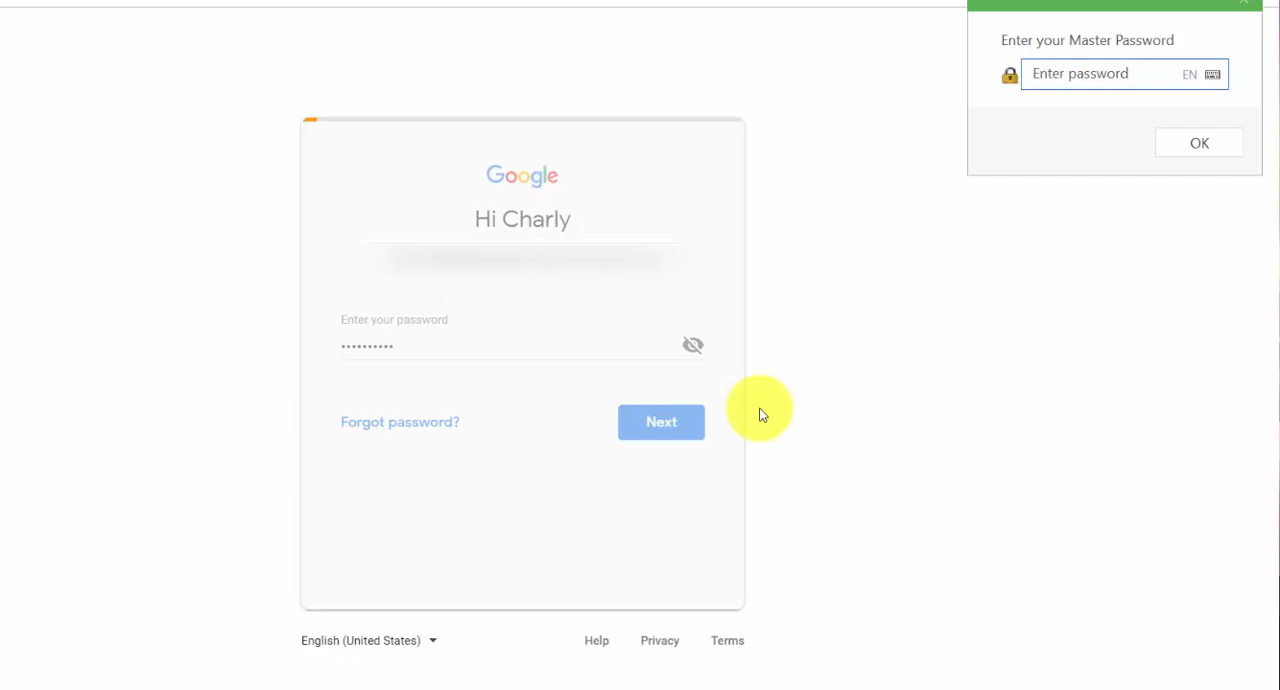 Enter your Master Password
Enter password EN
OK
Google
Hi Charly
Enter your password
••••••••••
Forgot password?
Next
English (United States)
Help Privacy Terms